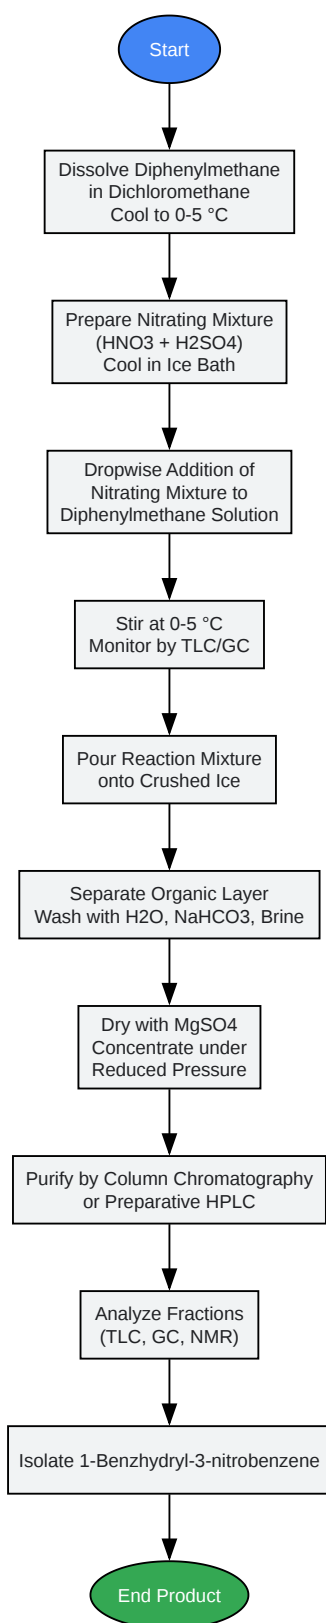 Start
Dissolve Diphenylmethane
in Dichloromethane
Cool to 0-5 °C
Prepare Nitrating Mixture
(HNO3 + H2SO4)
Cool in Ice Bath
Dropwise Addition of
Nitrating Mixture to
Diphenylmethane Solution
Stir at 0-5 °C
Monitor by TLC/GC
Pour Reaction Mixture
onto Crushed Ice
Separate Organic Layer
Wash with H2O, NaHCO3, Brine
Dry with MgSO4
Concentrate under
Reduced Pressure
Purify by Column Chromatography
or Preparative HPLC
Analyze Fractions
(TLC, GC, NMR)
Isolate 1-Benzhydryl-3-nitrobenzene
End Product